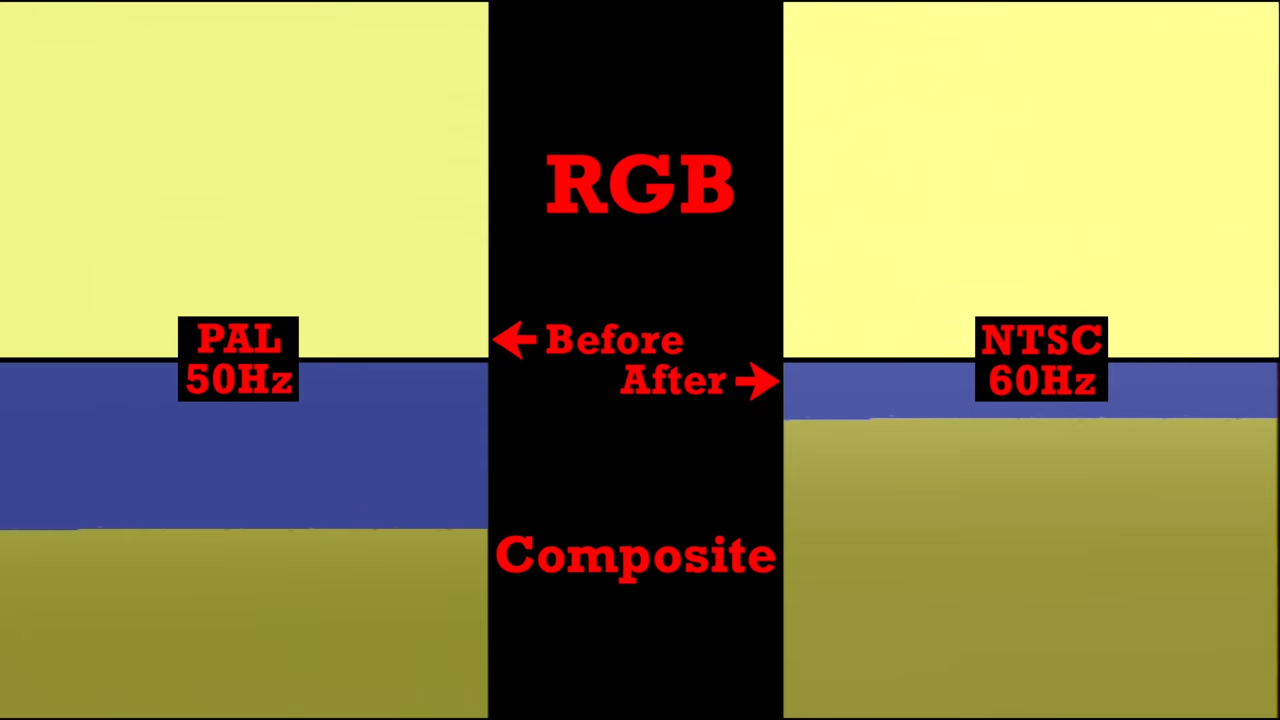 RGB
PAL
50Hz
Before
After
NTSC
60Hz
Composite